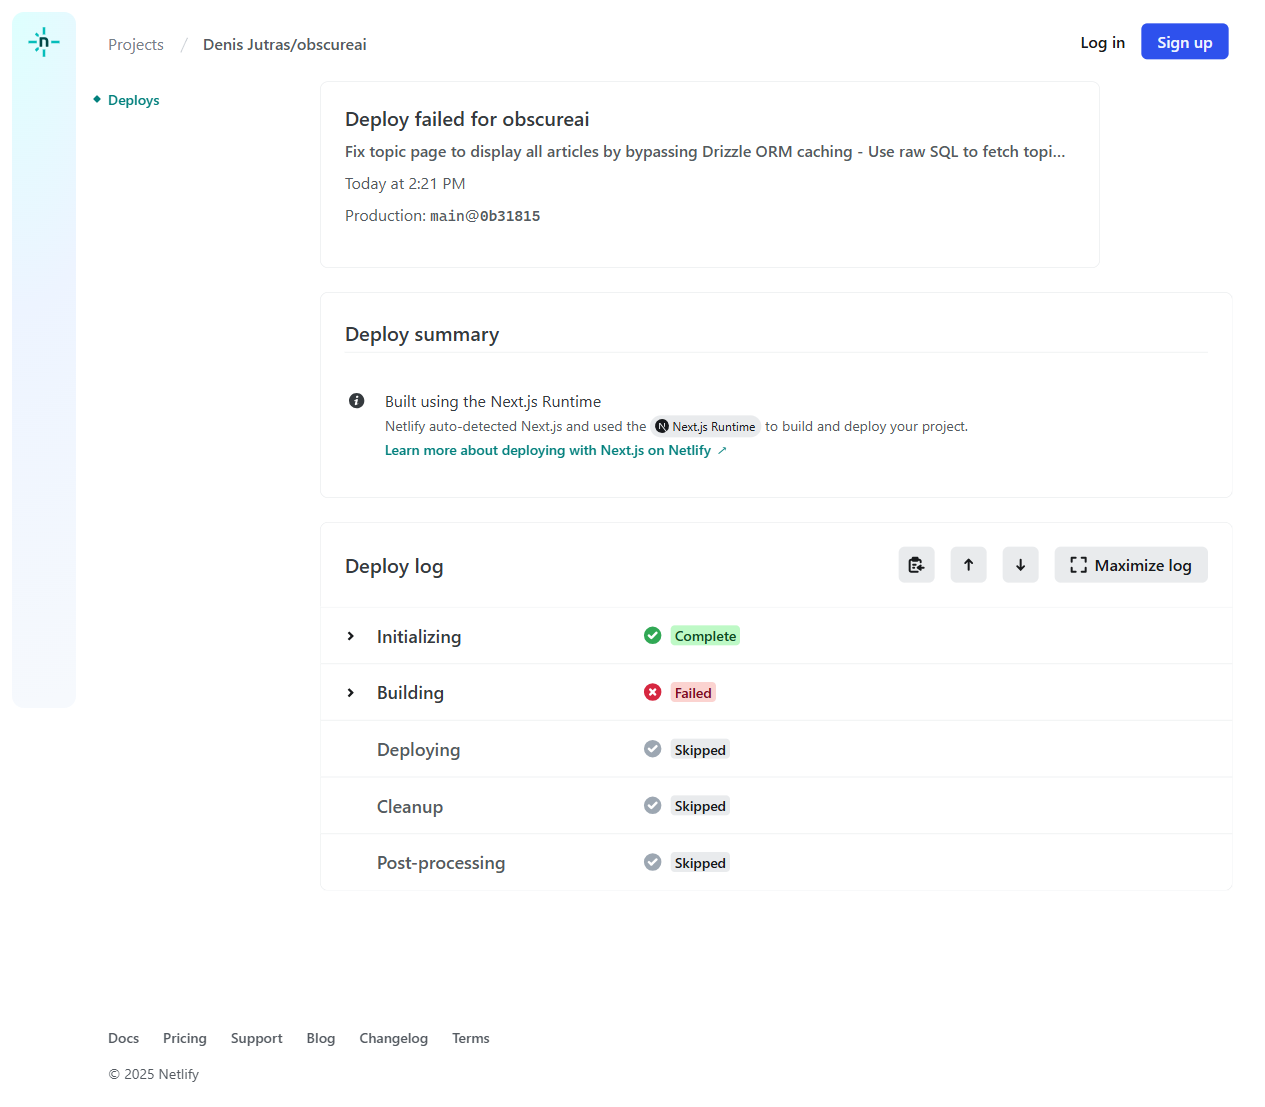 n
Projects / Denis Jutras/obscureai
Log in
Sign up
Deploys
Deploy failed for obscureai
Fix topic page to display all articles by bypassing Drizzle ORM caching - Use raw SQL to fetch topi...
Today at 2:21 PM
Production: main@0b31815
Deploy summary
Built using the Next.js Runtime
Netlify auto-detected Next.js and used the N Next.js Runtime to build and deploy your project.
Learn more about deploying with Next.js on Netlify ↗
Deploy log
Maximize log
Initializing Complete
Building Failed
Deploying Skipped
Cleanup Skipped
Post-processing Skipped
Docs Pricing Support Blog Changelog Terms
© 2025 Netlify